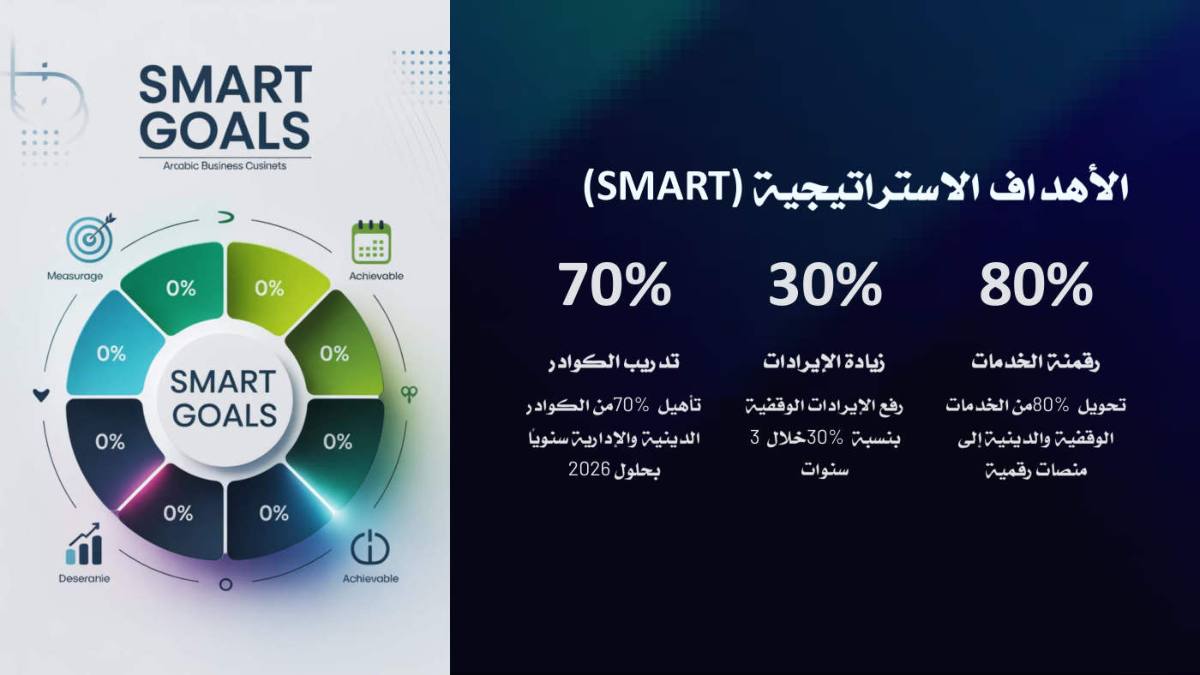 SMART
GOALS
Arcabic Business Cusinets
Measurage
Achievable
0%
0%
0%
0%
SMART
GOALS
0%
0%
0%
0%
Deseranie
Achievable
الأهداف الاستراتيجية (SMART)
80%
رقمنة الخدمات
تحويل 80%من الخدمات
الوقفية والدينية إلى
منصات رقمية
30%
زيادة الإيرادات
رفع الإيرادات الوقفية
بنسبة 30%خلال 3
سنوات
70%
تدريب الكوادر
تأهيل 70%من الكوادر
الدينية والإدارية سنويًا
بحلول 2026